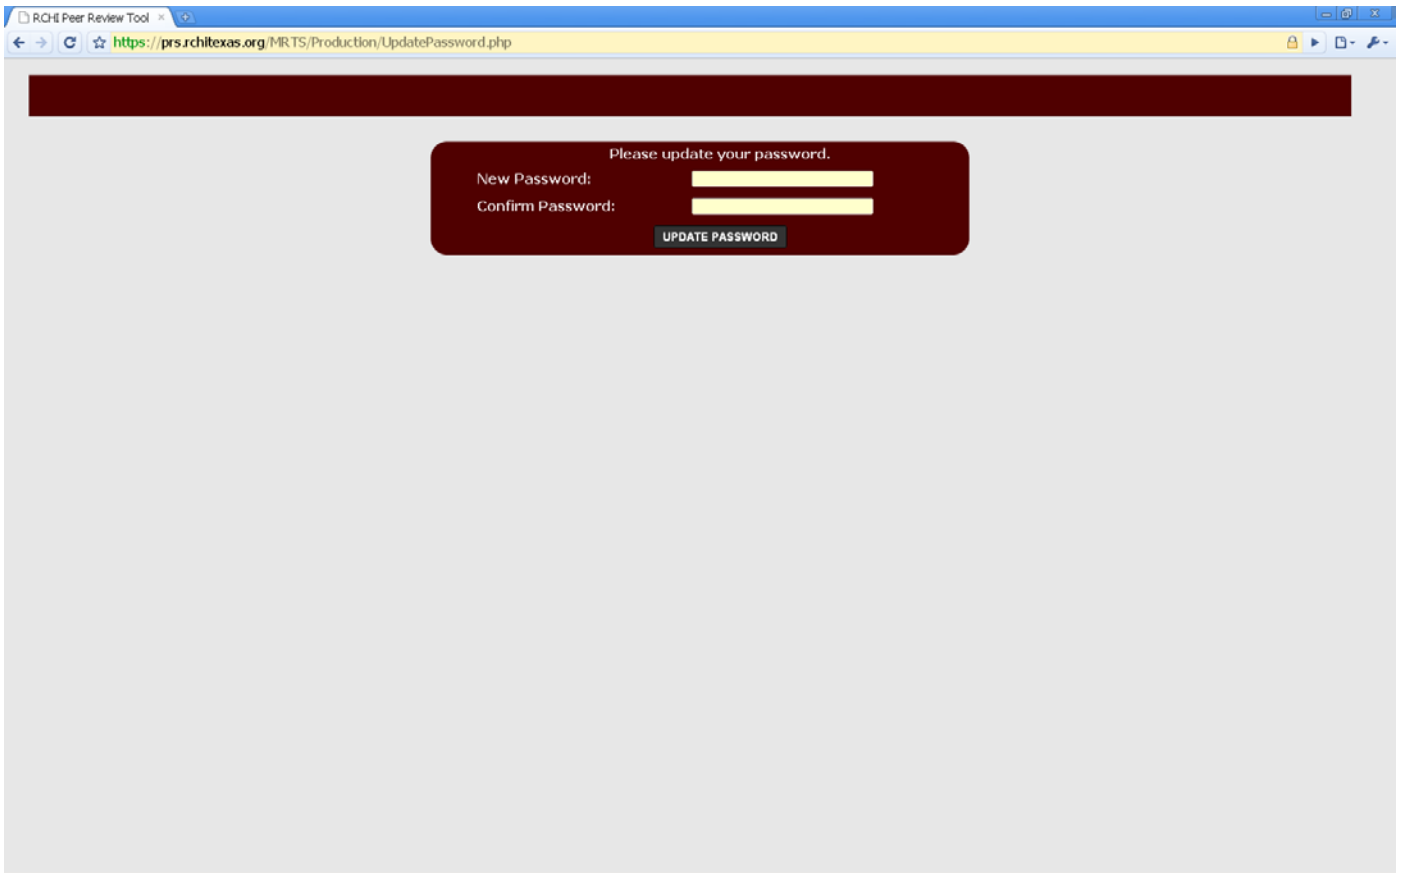 RCHI Peer Review Tool
https://prs.rchitexas.org/MRTS/Production/UpdatePassword.php
Please update your password.
New Password:
Confirm Password:
UPDATE PASSWORD